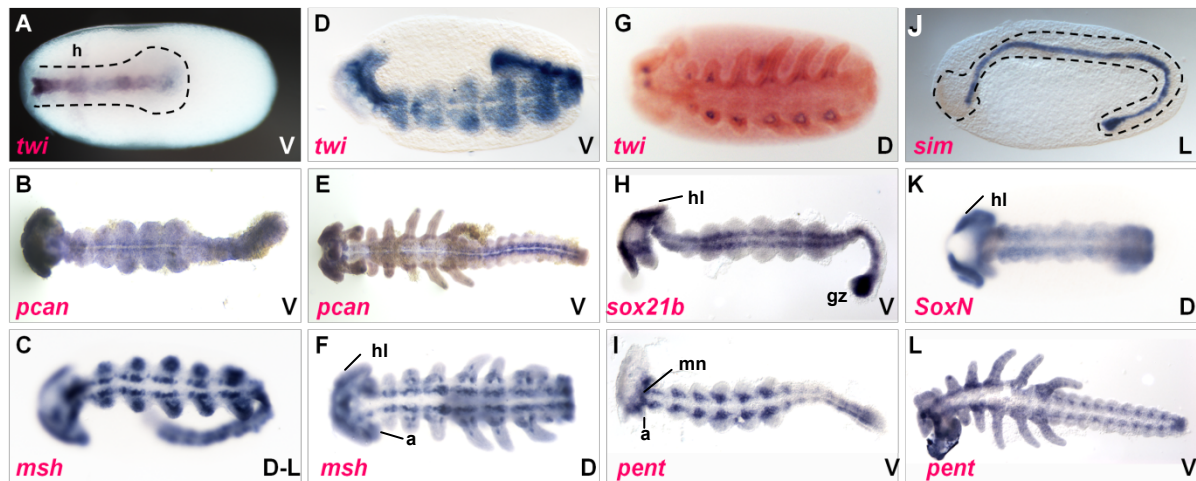 A
h
twi
V
D
twi
V
G
twi
D
J
sim
L
B
pcan
V
E
pcan
V
H
hl
gz
sox21b
V
K
hl
SoxN
D
C
msh
D-L
F
hl
a
msh
D
I
mn
a
pent
V
L
pent
V